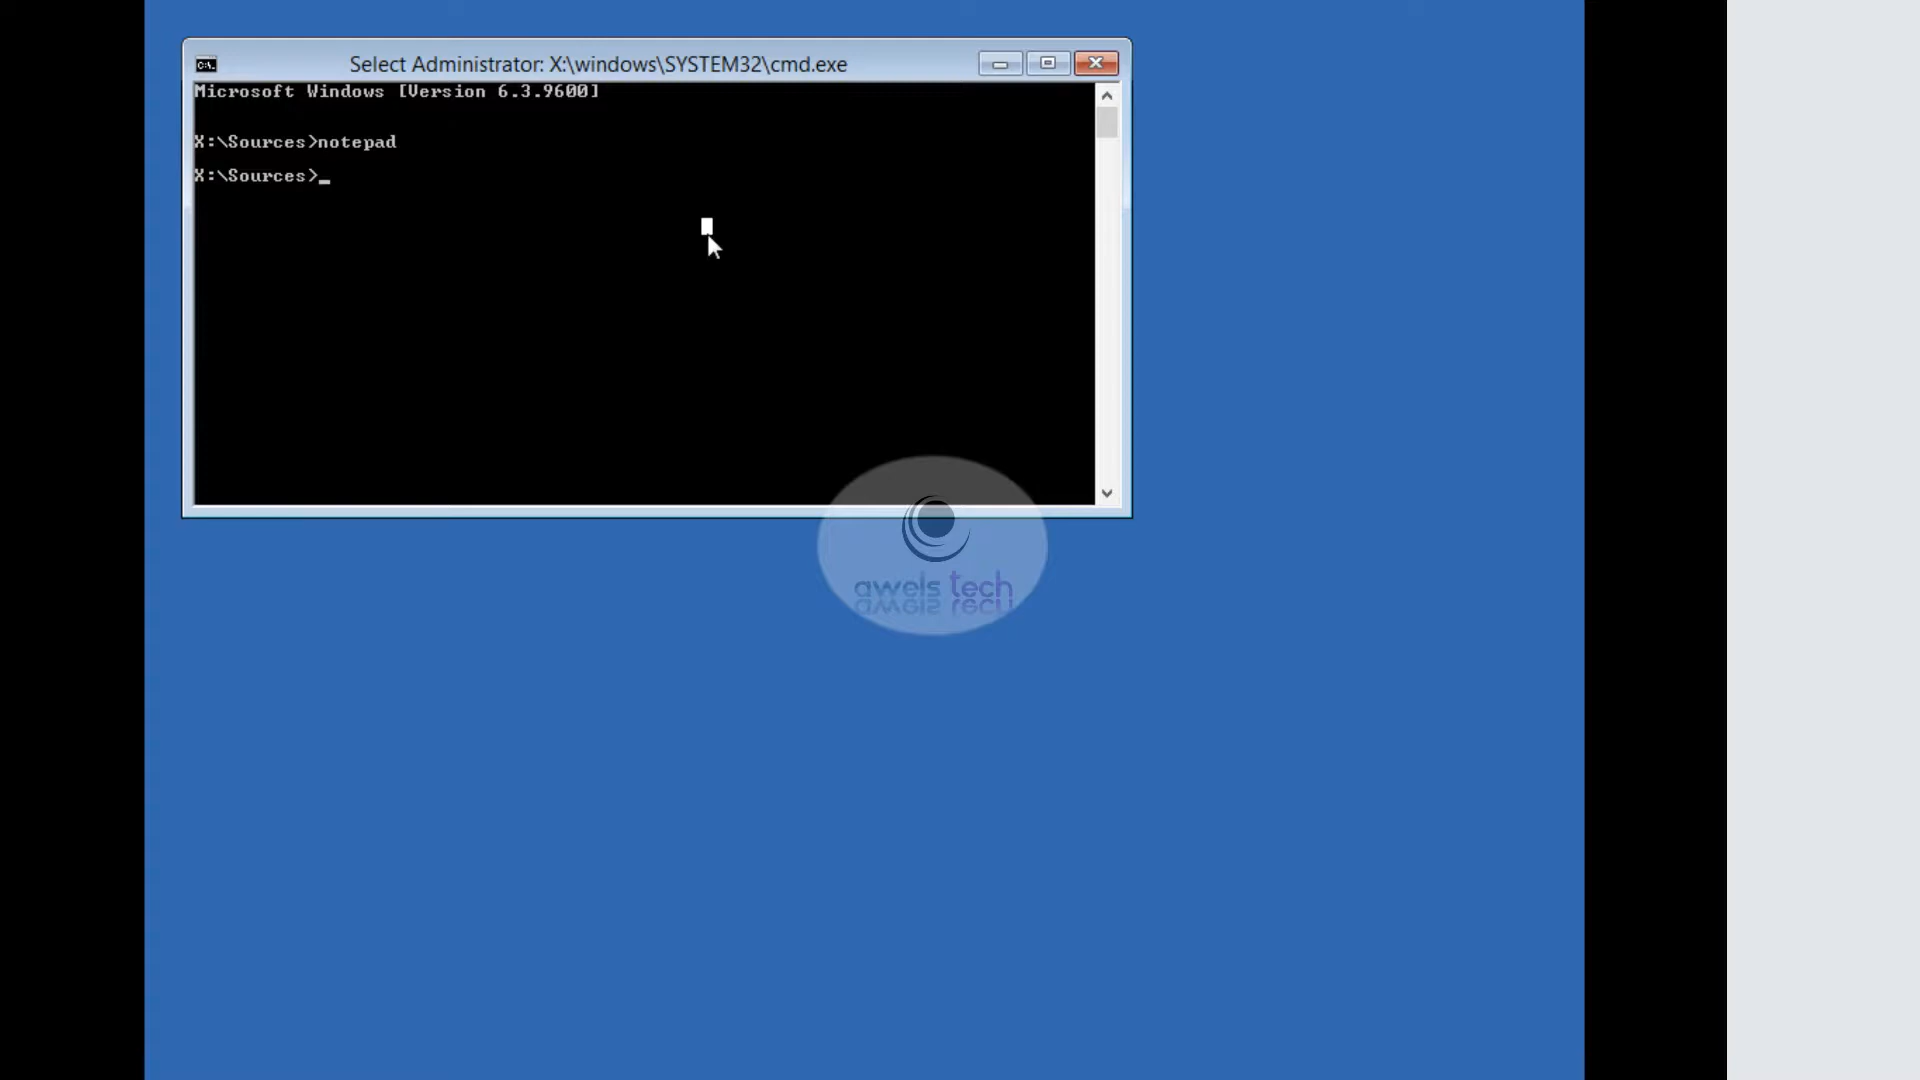 Select Administrator: X:\windows\SYSTEM32\cmd.exe
Microsoft Windows [Version 6.3.9600]
X:\Sources>notepad
X:\Sources>_
awels tech